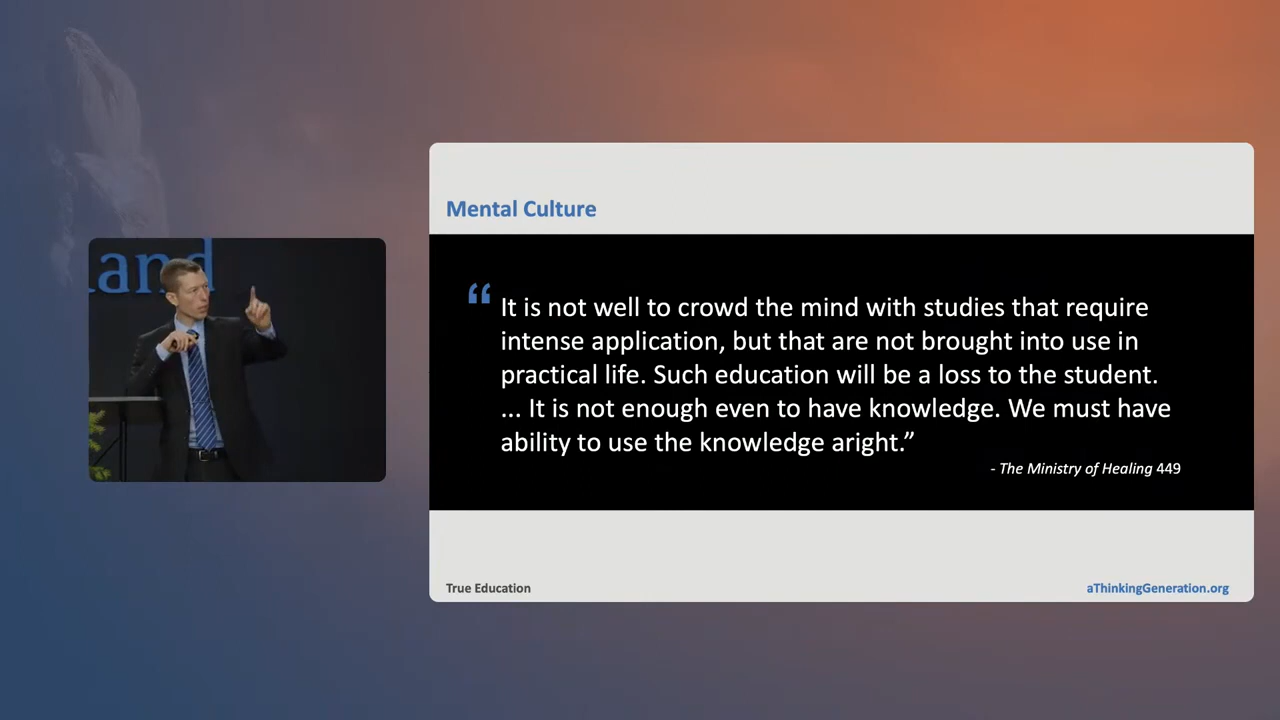 and
Mental Culture
“ It is not well to crowd the mind with studies that require
intense application, but that are not brought into use in
practical life. Such education will be a loss to the student.
... It is not enough even to have knowledge. We must have
ability to use the knowledge aright.”
- The Ministry of Healing 449
True Education
aThinkingGeneration.org